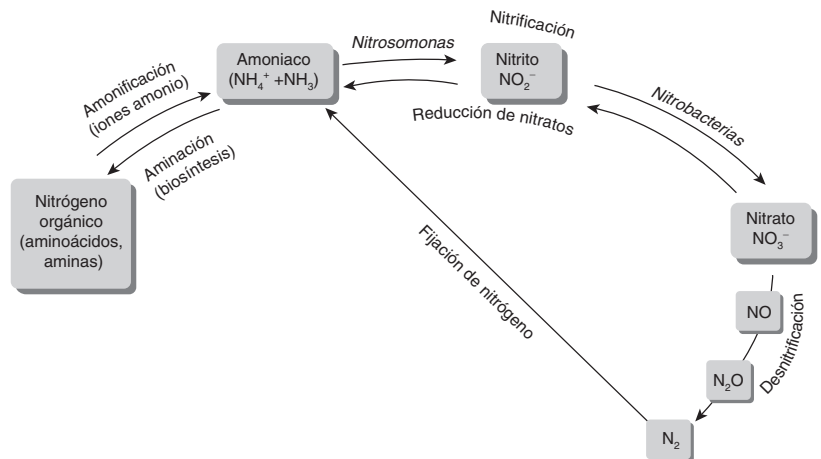 Nitrificación
Amoniaco
(NH₄⁺ +NH₃)
Nitrosomonas
Nitrito
NO₂⁻
Reducción de nitratos
Nitrobacterias
Amonificación
(iones amonio)
Aminación
(biosíntesis)
Nitrógeno
orgánico
(aminoácidos,
aminas)
Nitrato
NO₃⁻
Fijación de nitrógeno
NO
Desnitrificación
N₂O
N₂